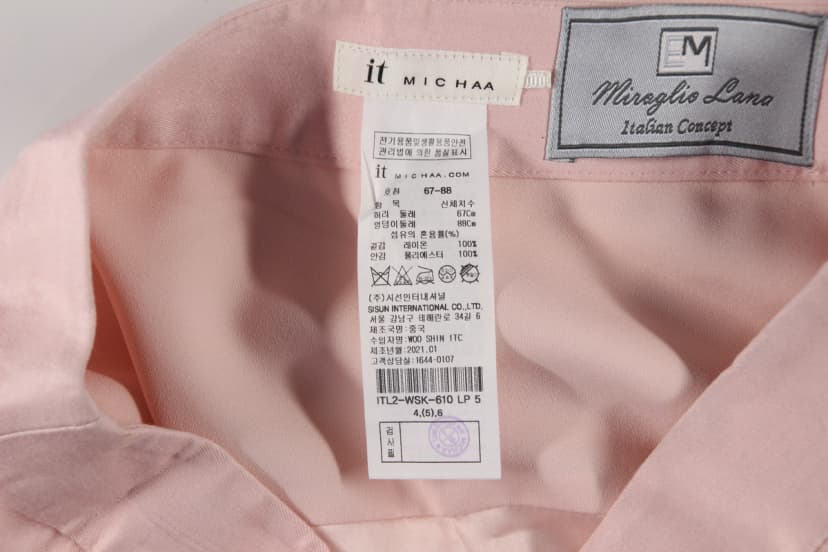 it MICHAA
EM
Miroglio Lana
Italian Concept
전기용품및생활용품안전
관리법에 의한 품질표시
it MICHAA.COM
호칭 67-88
항 목 신체치수
허리 둘레 67Cm
엉덩이둘레 88Cm
섬유의 혼용률(%)
겉감 레이온 100%
안감 폴리에스터 100%
(주)시선인터내셔널
SISUN INTERNATIONAL CO.,LTD.
서울 강남구 테헤란로 34길 6
제조국명:중국
수입자명:WOO SHIN ITC
제조년월:2021.01
고객상담실:1644-0107
ITL2-WSK-610 LP 5
4,(5),6
검사필